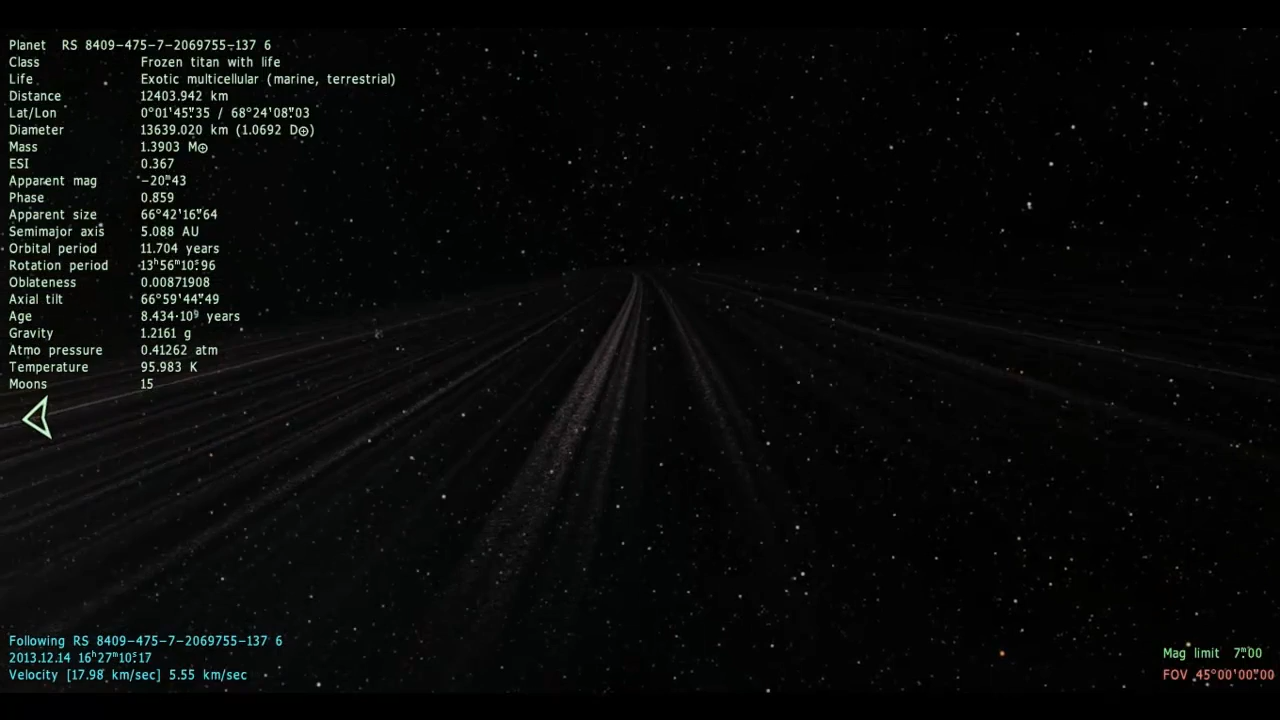 Planet RS 8409-475-7-2069755-137 6
Class Frozen titan with life
Life Exotic multicellular (marine, terrestrial)
Distance 12403.942 km
Lat/Lon 0°01'45."35 / 68°24'08."03
Diameter 13639.020 km (1.0692 D⊕)
Mass 1.3903 M⊕
ESI 0.367
Apparent mag -20.ᵐ43
Phase 0.859
Apparent size 66°42'16."64
Semimajor axis 5.088 AU
Orbital period 11.704 years
Rotation period 13ʰ56ᵐ10.ˢ96
Oblateness 0.00871908
Axial tilt 66°59'44."49
Age 8.434·10⁹ years
Gravity 1.2161 g
Atmo pressure 0.41262 atm
Temperature 95.983 K
Moons 15
Following RS 8409-475-7-2069755-137 6
2013.12.14 16ʰ27ᵐ10.ˢ17
Velocity [17.98 km/sec] 5.55 km/sec
Mag limit 7.ᵐ00
FOV 45°00'00."00